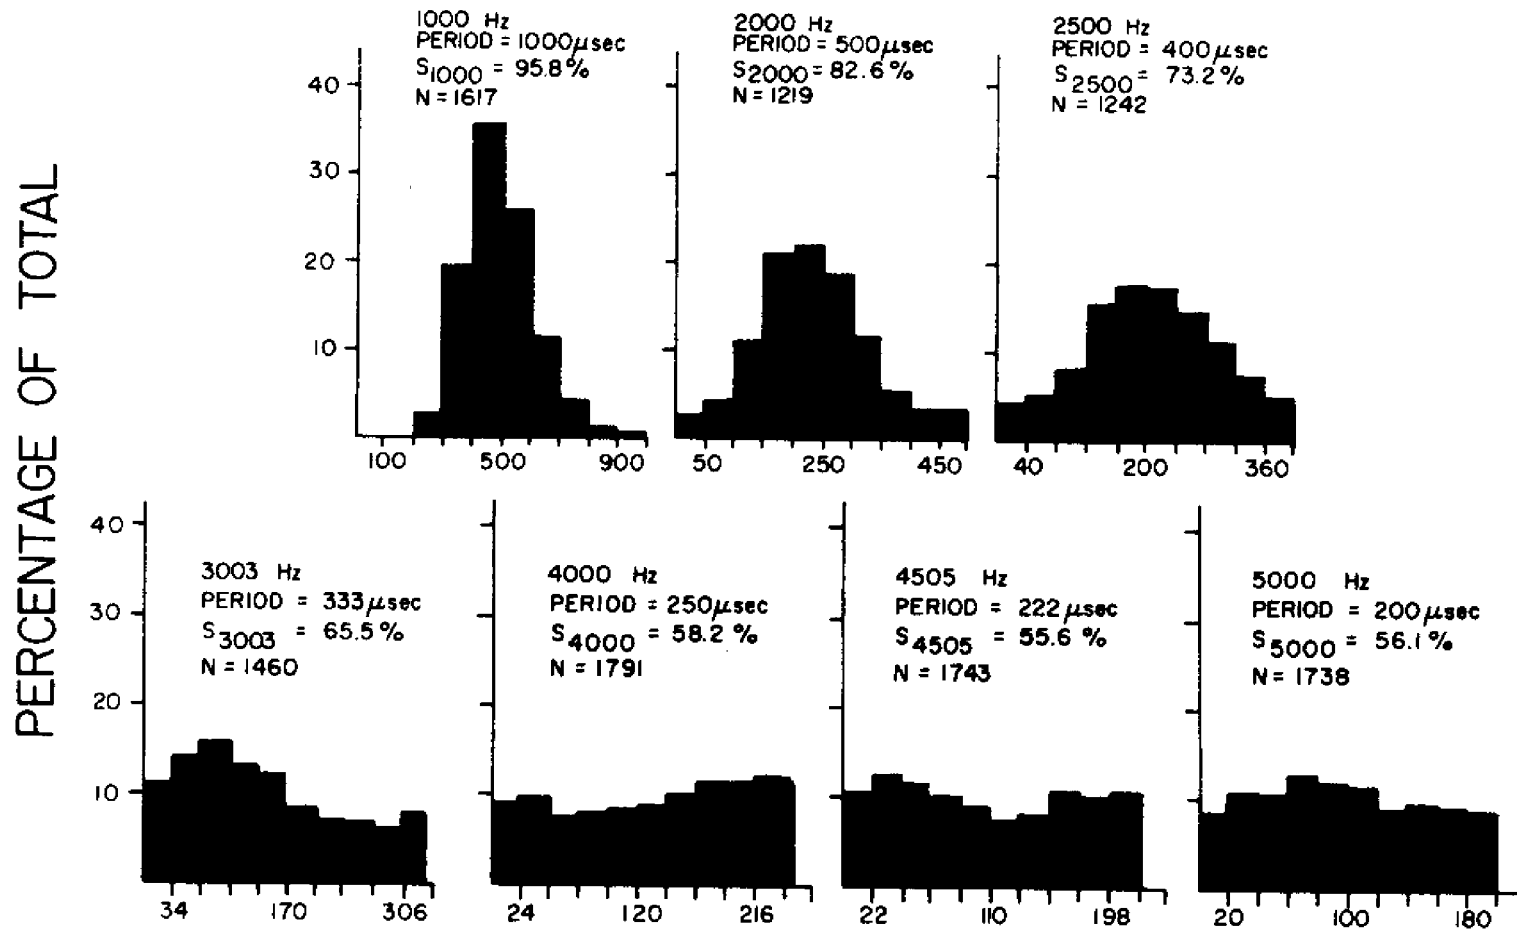 PERCENTAGE OF TOTAL
1000 Hz
PERIOD = 1000μsec
S1000 = 95.8%
N = 1617
40
30
20
10
100 500 900
2000 Hz
PERIOD = 500μsec
S2000 = 82.6%
N = 1219
50 250 450
2500 Hz
PERIOD = 400μsec
S2500 = 73.2%
N = 1242
40 200 360
3003 Hz
PERIOD = 333μsec
S3003 = 65.5%
N = 1460
40
30
20
10
34 170 306
4000 Hz
PERIOD = 250μsec
S4000 = 58.2%
N = 1791
24 120 216
4505 Hz
PERIOD = 222μsec
S4505 = 55.6%
N = 1743
22 110 198
5000 Hz
PERIOD = 200μsec
S5000 = 56.1%
N = 1738
20 100 180